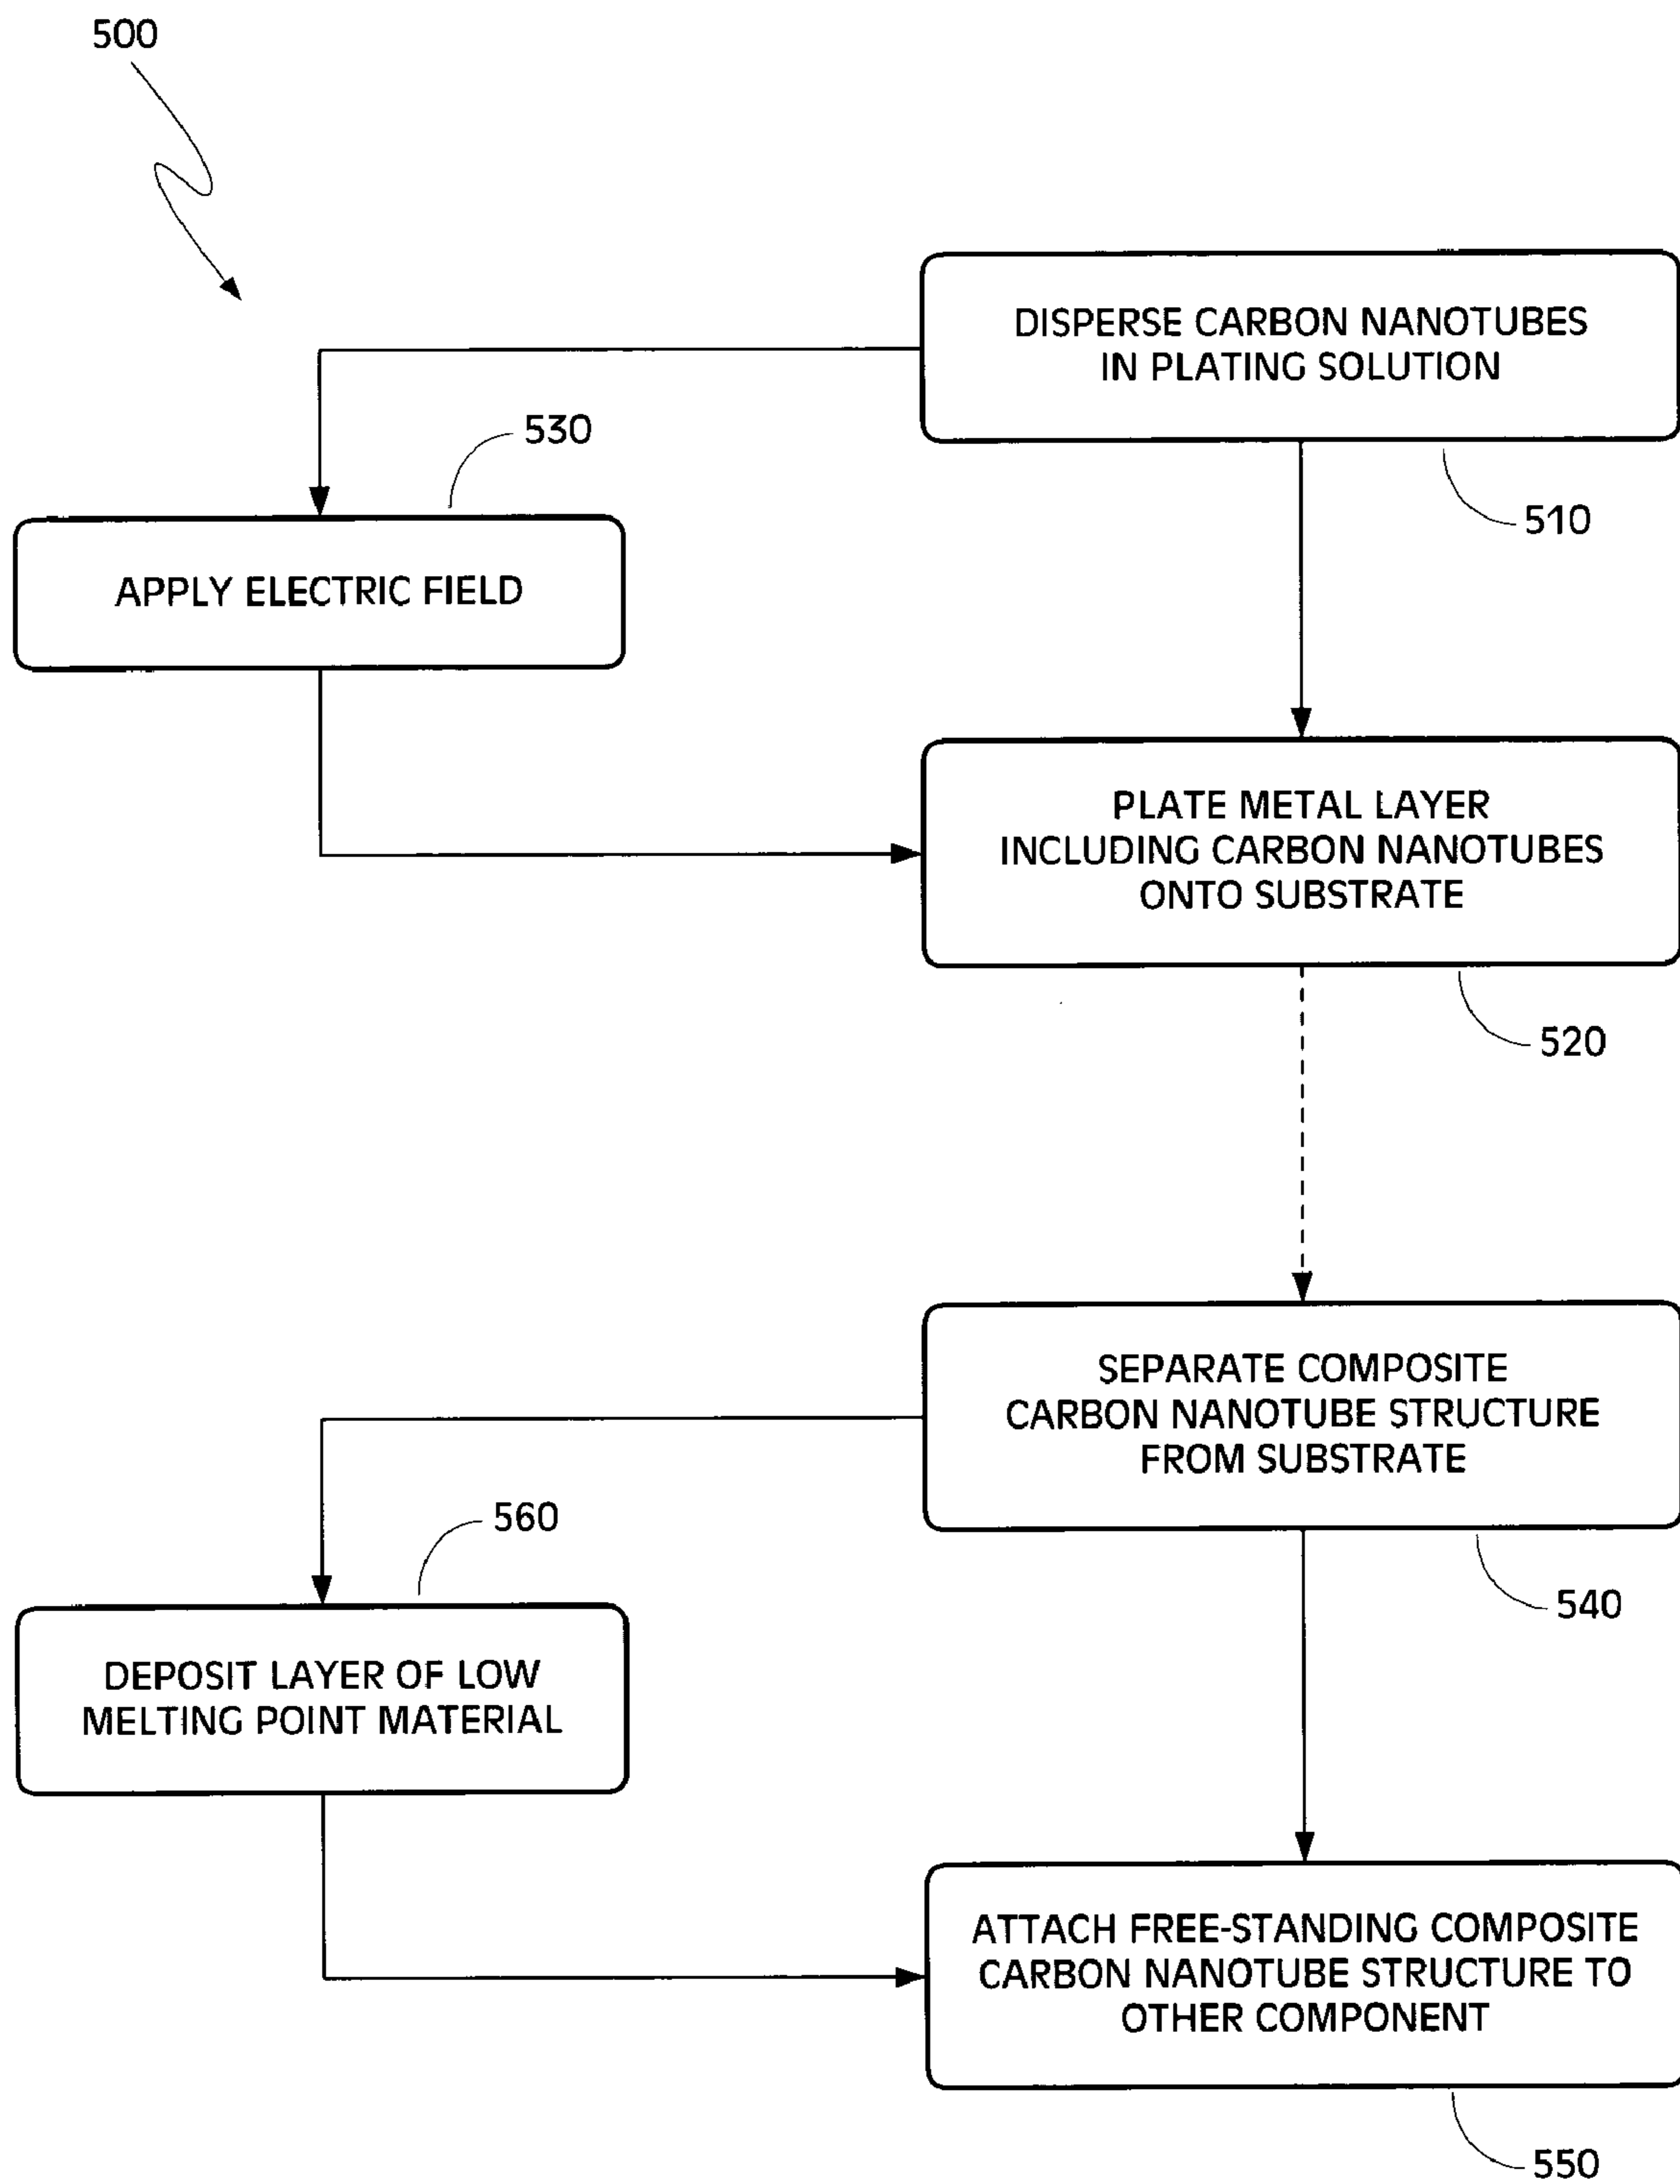 500
DISPERSE CARBON NANOTUBES
IN PLATING SOLUTION
510
530
APPLY ELECTRIC FIELD
PLATE METAL LAYER
INCLUDING CARBON NANOTUBES
ONTO SUBSTRATE
520
SEPARATE COMPOSITE
CARBON NANOTUBE STRUCTURE
FROM SUBSTRATE
540
560
DEPOSIT LAYER OF LOW
MELTING POINT MATERIAL
ATTACH FREE-STANDING COMPOSITE
CARBON NANOTUBE STRUCTURE TO
OTHER COMPONENT
550